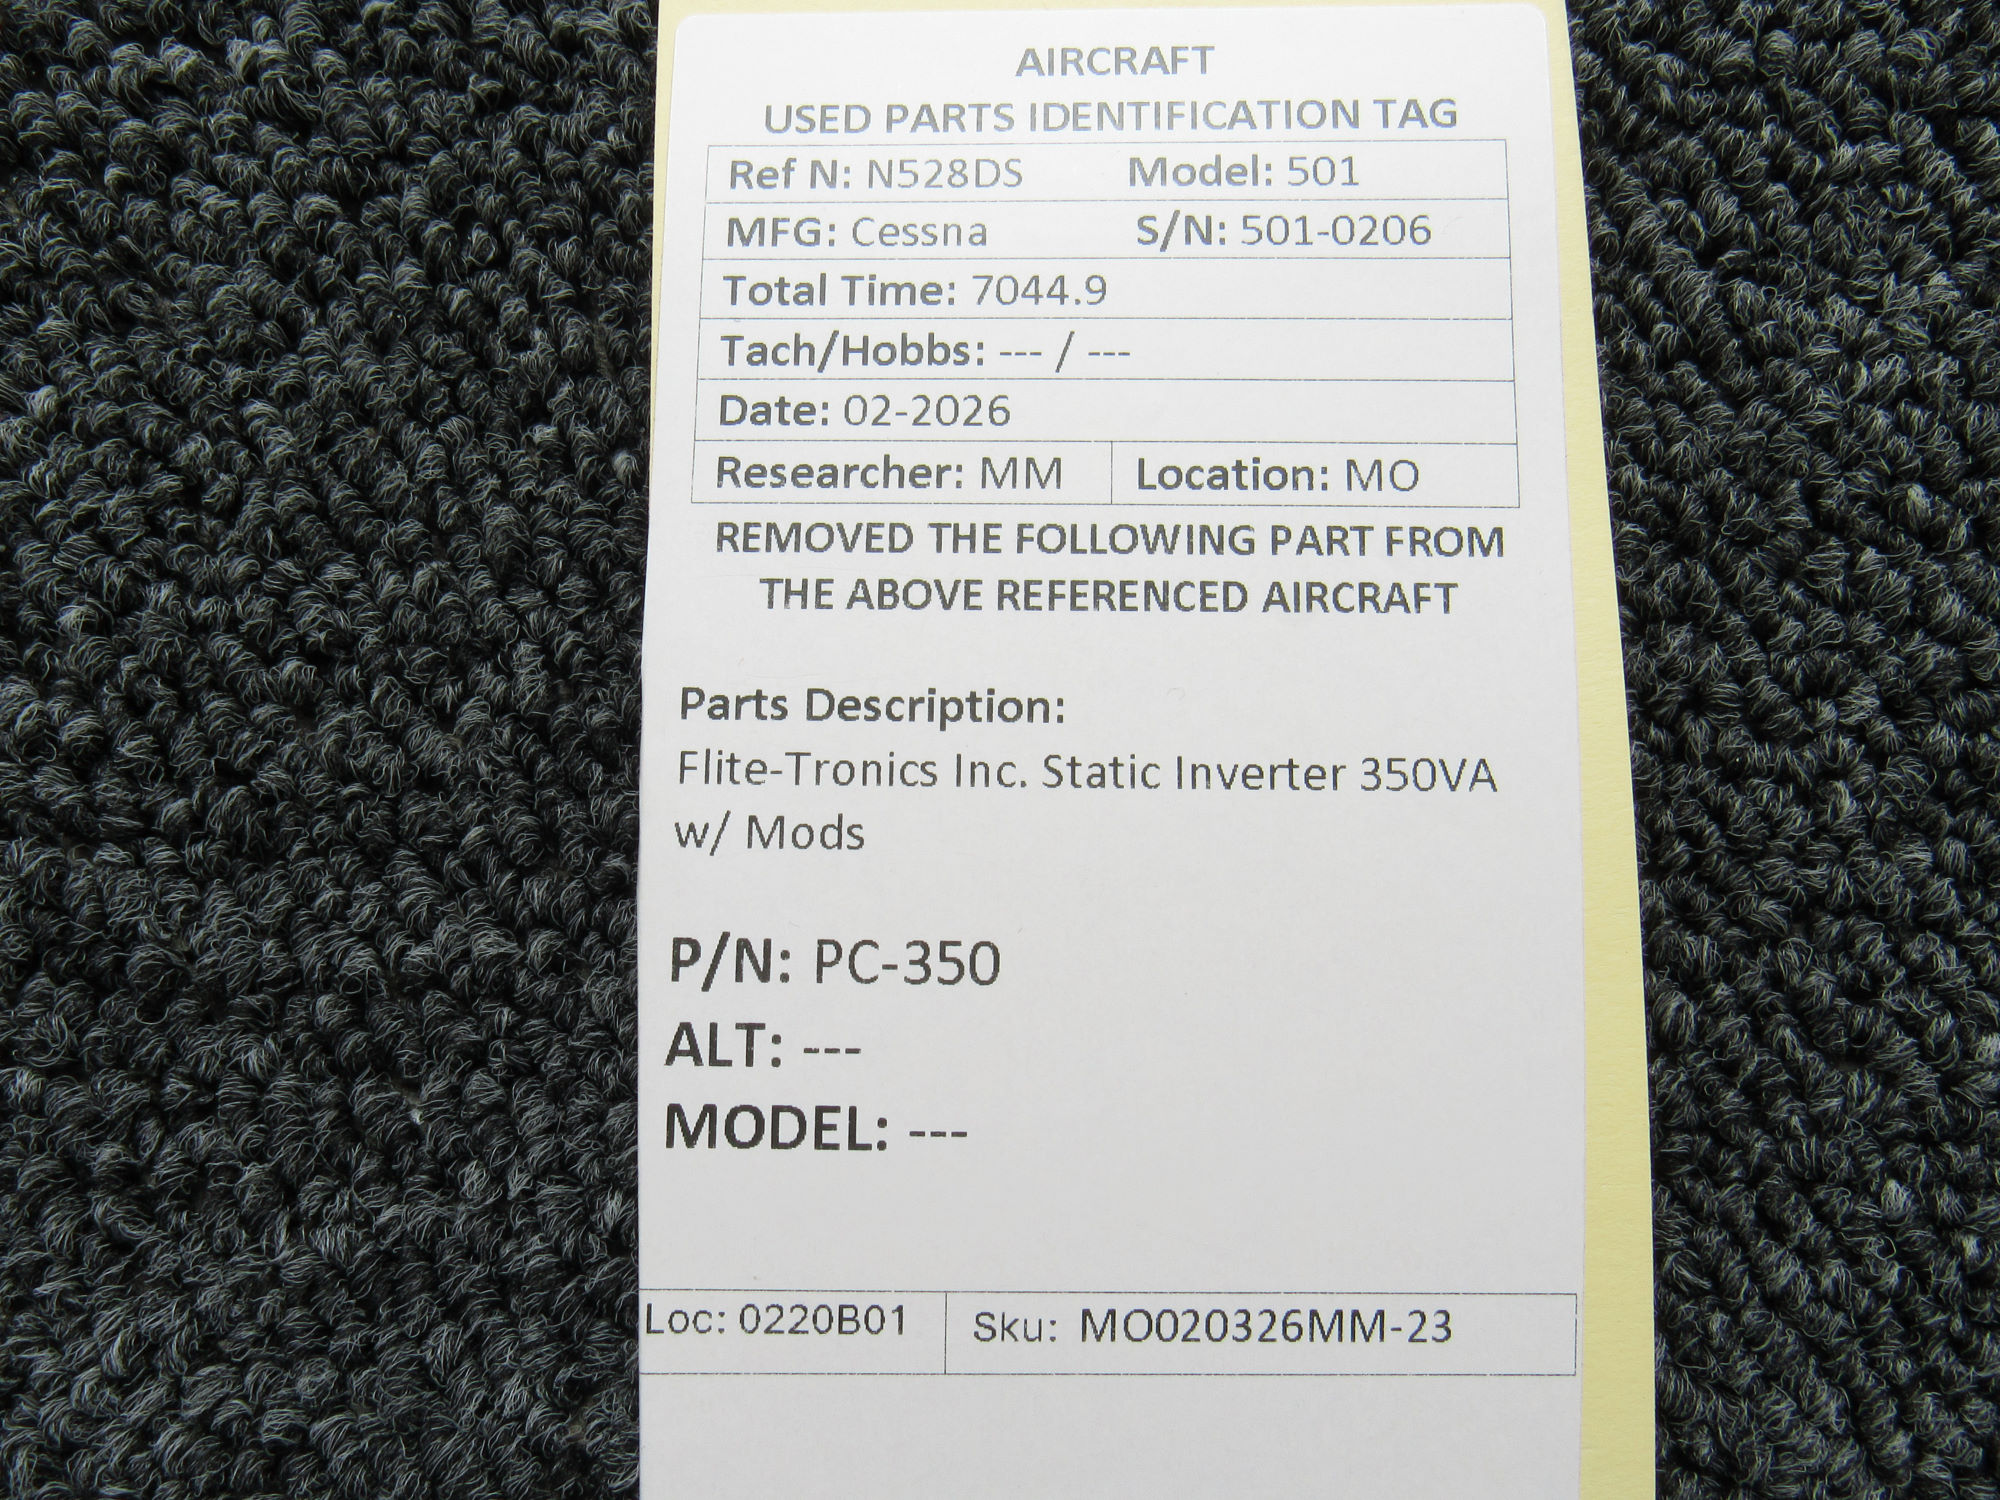 AIRCRAFT
USED PARTS IDENTIFICATION TAG
Ref N: N528DS Model: 501
MFG: Cessna S/N: 501-0206
Total Time: 7044.9
Tach/Hobbs: --- / ---
Date: 02-2026
Researcher: MM Location: MO
REMOVED THE FOLLOWING PART FROM
THE ABOVE REFERENCED AIRCRAFT
Parts Description:
Flite-Tronics Inc. Static Inverter 350VA
w/ Mods
P/N: PC-350
ALT: ---
MODEL: ---
Loc: 0220B01 Sku: MO020326MM-23